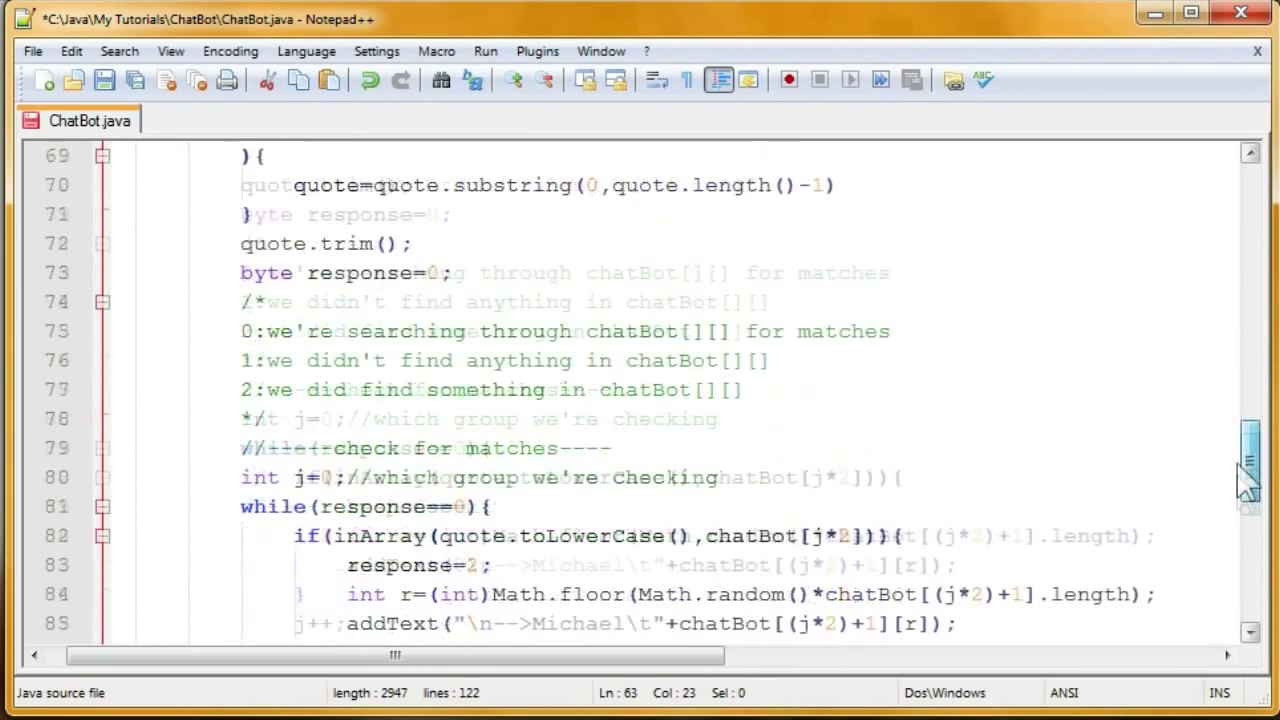 *C:\Java\My Tutorials\ChatBot\ChatBot.java - Notepad++
File Edit Search View Encoding Language Settings Macro Run Plugins Window ? X
ChatBot.java
69 ){
70 quote=quote.substring(0,quote.length()-1)
71 }
72 quote.trim();
73 byte response=0;
74 /*
75 0:we're searching through chatBot[][] for matches
76 1:we didn't find anything in chatBot[][]
77 2:we did find something in chatBot[][]
78 */
79 //-----check for matches----
80 int j=0;//which group we're checking
81 while(response==0){
82 if(inArray(quote.toLowerCase(),chatBot[j*2])){
83 response=2;
84 int r=(int)Math.floor(Math.random()*chatBot[(j*2)+1].length);
85 addText("\n-->Michael\t"+chatBot[(j*2)+1][r]);
Java source file length : 2947 lines : 122 Ln : 63 Col : 23 Sel : 0 Dos\Windows ANSI INS